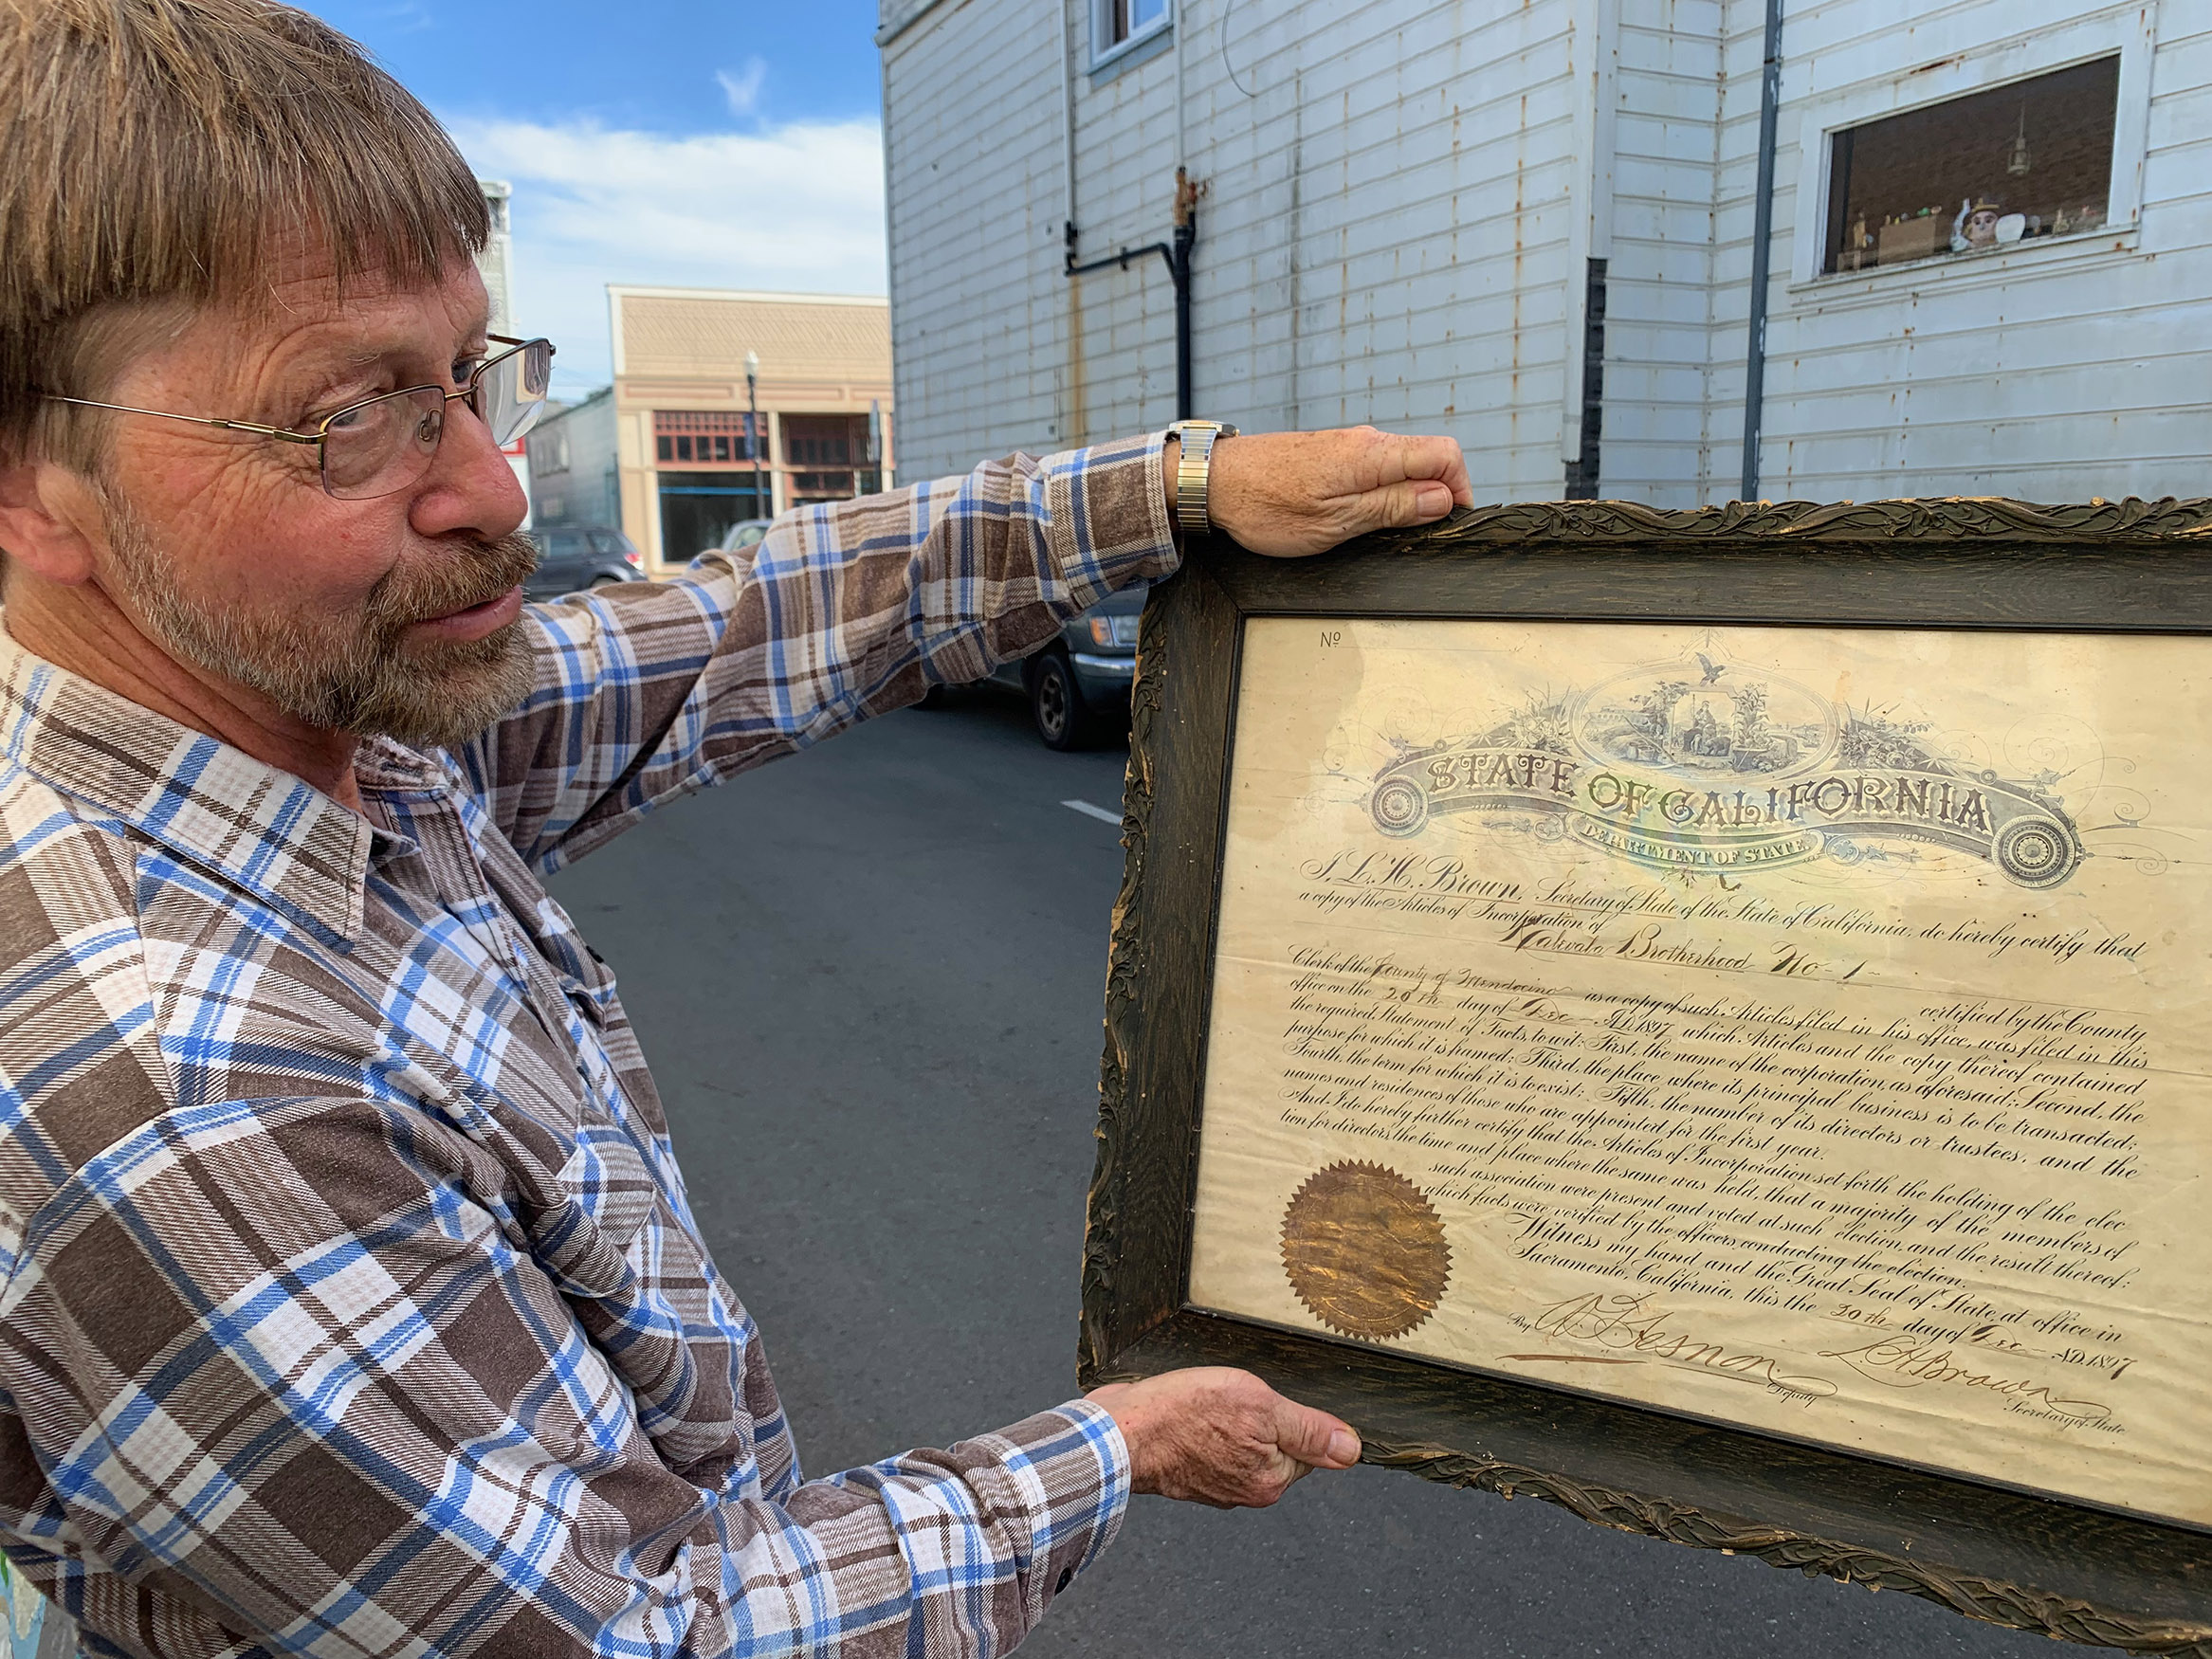 Nº
STATE OF CALIFORNIA
DEPARTMENT OF STATE
I, L. H. Brown, Secretary of State of the State of California, do hereby certify that
a copy of the Articles of Incorporation of
Kalevala Brotherhood No-1-
certified by the County
Clerk of the County of Mendocino is a copy of such Articles filed in his office, was filed in this
office on the 20th day of Dec A.D. 1897 which Articles and the copy thereof contained
the required Statement of Facts, to wit: First, the name of the corporation, as aforesaid; Second, the
purpose for which it is framed; Third, the place where its principal business is to be transacted;
Fourth, the term for which it is to exist; Fifth, the number of its directors or trustees, and the
names and residences of those who are appointed for the first year.
And I do hereby further certify that the Articles of Incorporation set forth the holding of the elec
tion for directors, the time and place where the same was held, that a majority of the members of
such association were present and voted at such election, and the result thereof;
which facts were verified by the officers conducting the election.
Witness my hand and the Great Seal of State, at office in
Sacramento, California, this the 20th day of Dec A.D. 1897
By Deputy
L H Brown
Secretary of State